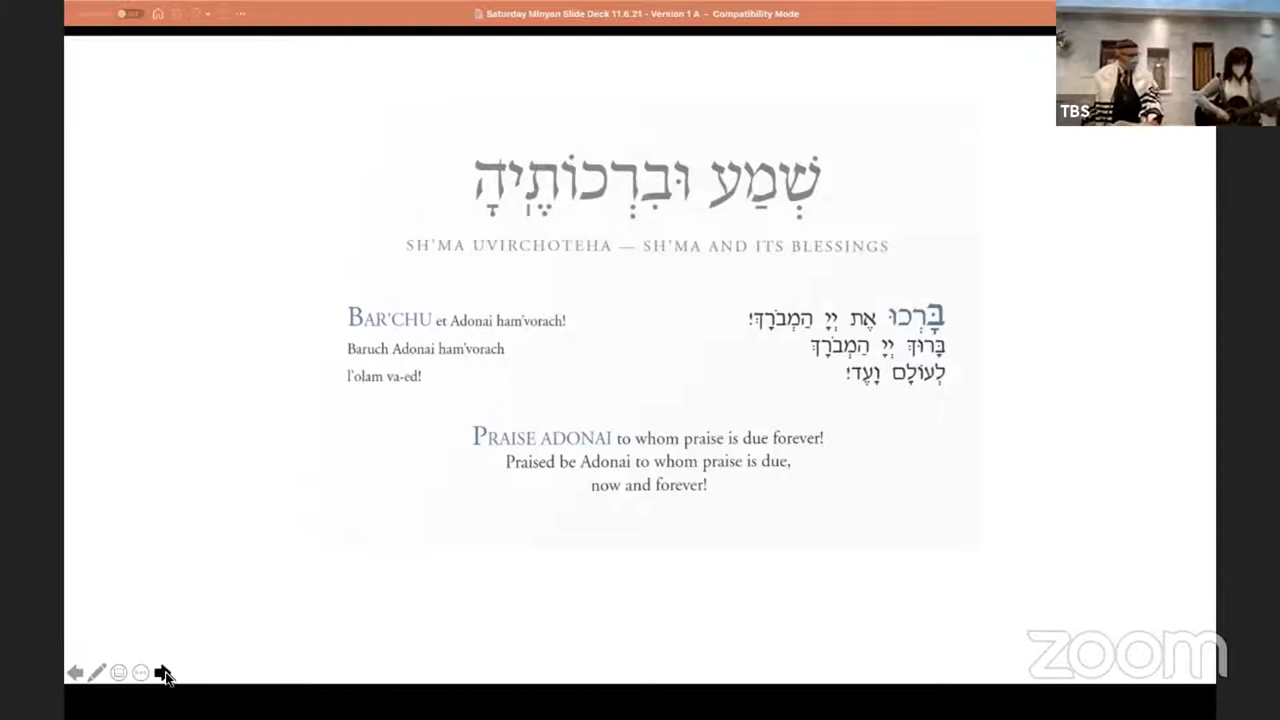 Saturday Minyan Slide Deck 11.6.21 - Version 1 A - Compatibility Mode
TBS
שְׁמַע וּבִרְכוֹתֶֽיהָ
SH'MA UVIRCHOTEHA — SH'MA AND ITS BLESSINGS
BAR'CHU et Adonai ham'vorach!
Baruch Adonai ham'vorach
l'olam va-ed!
בָּרְכוּ אֶת יְיָ הַמְבֹרָךְ!
בָּרוּךְ יְיָ הַמְבֹרָךְ
לְעוֹלָם וָעֶד!
PRAISE ADONAI to whom praise is due forever!
Praised be Adonai to whom praise is due,
now and forever!
zoom